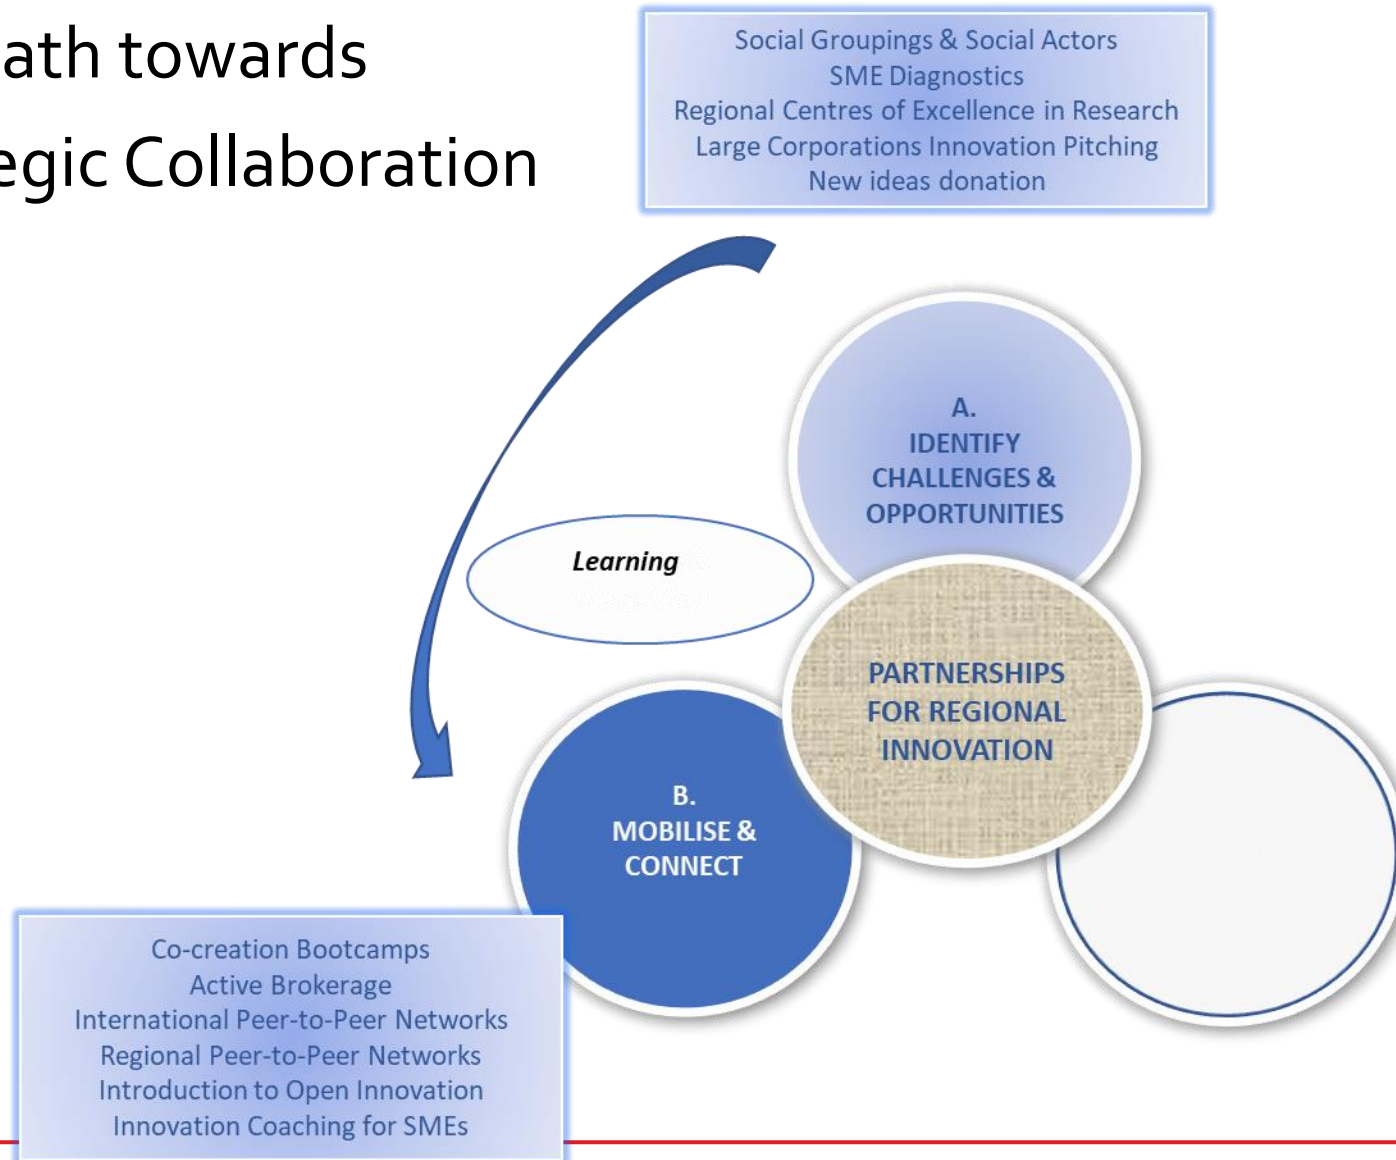 ath towards
egic Collaboration
Social Groupings & Social Actors
SME Diagnostics
Regional Centres of Excellence in Research
Large Corporations Innovation Pitching
New ideas donation
A.
IDENTIFY
CHALLENGES &
OPPORTUNITIES
Learning
PARTNERSHIPS
FOR REGIONAL
INNOVATION
B.
MOBILISE &
CONNECT
Co-creation Bootcamps
Active Brokerage
International Peer-to-Peer Networks
Regional Peer-to-Peer Networks
Introduction to Open Innovation
Innovation Coaching for SMEs